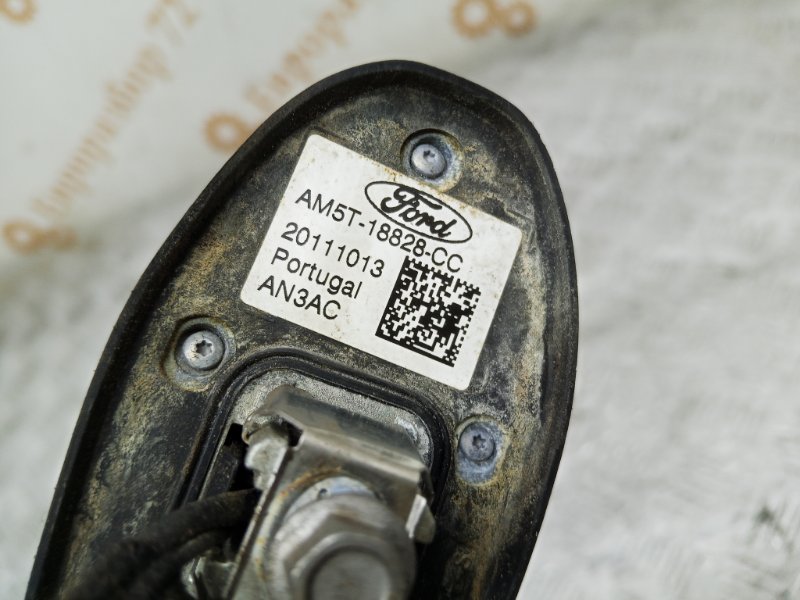 Ford
AM5T-18828-CC
20111013
Portugal
AN3AC